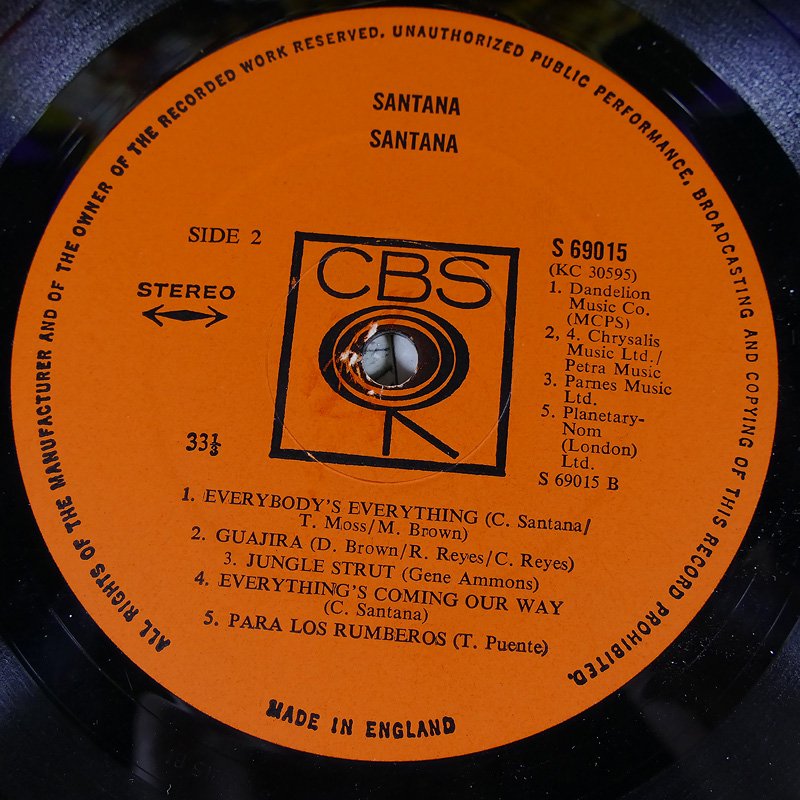 ALL RIGHTS OF THE MANUFACTURER AND OF THE OWNER OF THE RECORDED WORK RESERVED. UNAUTHORIZED PUBLIC PERFORMANCE, BROADCASTING AND COPYING OF THIS RECORD PROHIBITED.
SANTANA
SANTANA
SIDE 2
STEREO
33⅓
CBS
S 69015
(KC 30595)
1. Dandelion
Music Co.
(MCPS)
2, 4. Chrysalis
Music Ltd./
Petra Music
3. Parnes Music
Ltd.
5. Planetary-
Nom
(London)
Ltd.
S 69015 B
1. EVERYBODY'S EVERYTHING (C. Santana/
T. Moss/M. Brown)
2. GUAJIRA (D. Brown/R. Reyes/C. Reyes)
3. JUNGLE STRUT (Gene Ammons)
4. EVERYTHING'S COMING OUR WAY
(C. Santana)
5. PARA LOS RUMBEROS (T. Puente)
MADE IN ENGLAND